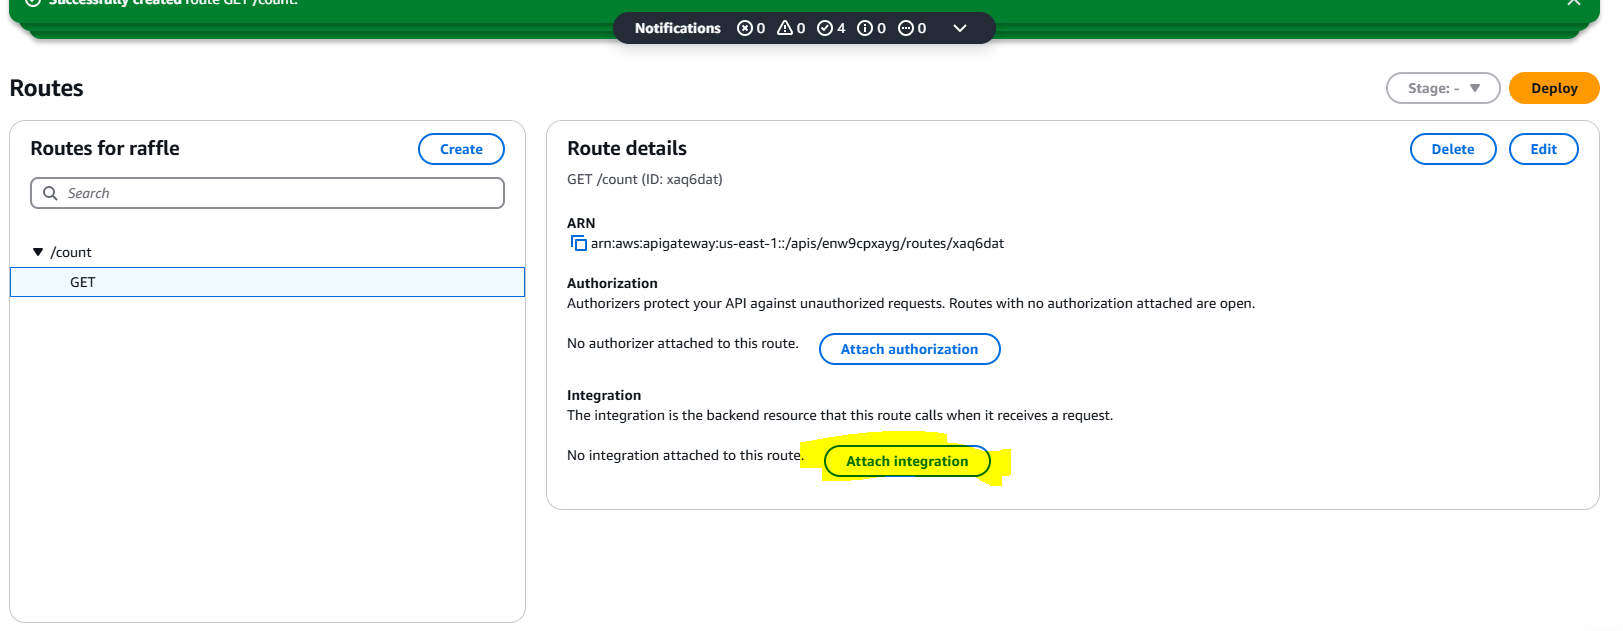 Successfully created route GET /count.
Notifications 0 0 4 0 0
Routes
Stage: -
Deploy
Routes for raffle
Create
Search
/count
GET
Route details
Delete
Edit
GET /count (ID: xaq6dat)
ARN
arn:aws:apigateway:us-east-1::/apis/enw9cpxayg/routes/xaq6dat
Authorization
Authorizers protect your API against unauthorized requests. Routes with no authorization attached are open.
No authorizer attached to this route.
Attach authorization
Integration
The integration is the backend resource that this route calls when it receives a request.
No integration attached to this route.
Attach integration